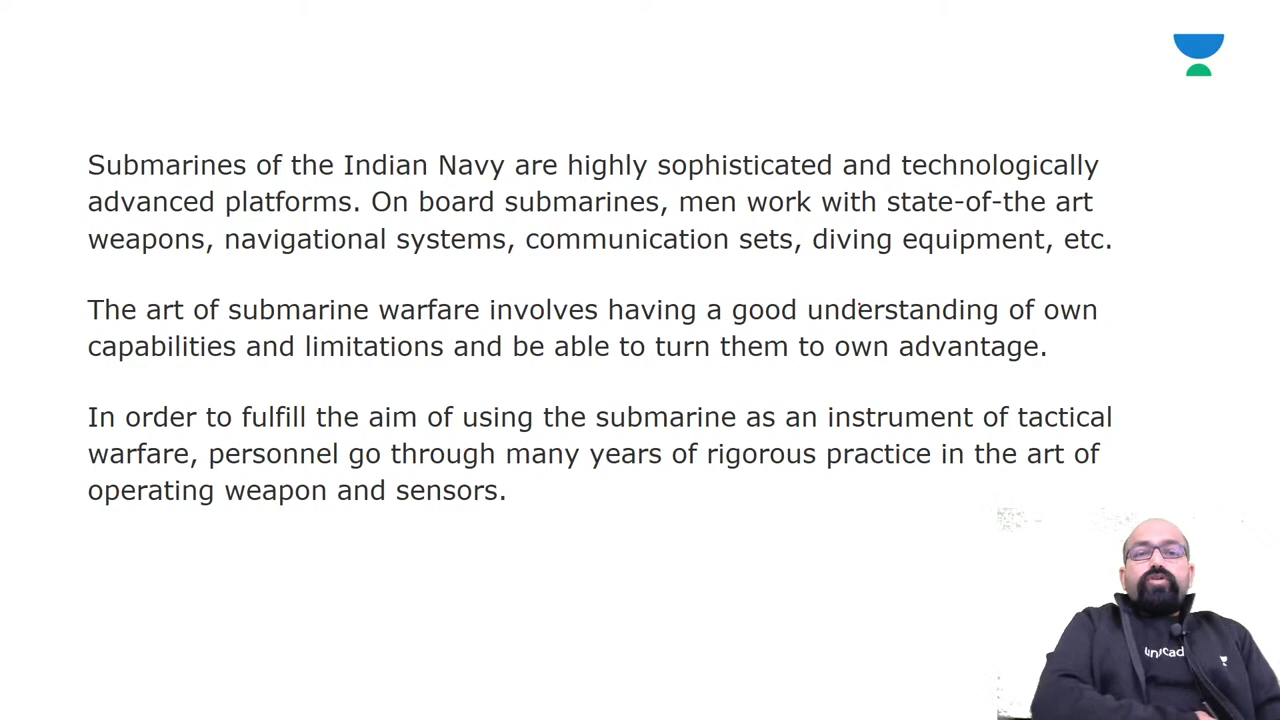 Submarines of the Indian Navy are highly sophisticated and technologically
advanced platforms. On board submarines, men work with state-of-the art
weapons, navigational systems, communication sets, diving equipment, etc.
The art of submarine warfare involves having a good understanding of own
capabilities and limitations and be able to turn them to own advantage.
In order to fulfill the aim of using the submarine as an instrument of tactical
warfare, personnel go through many years of rigorous practice in the art of
operating weapon and sensors.